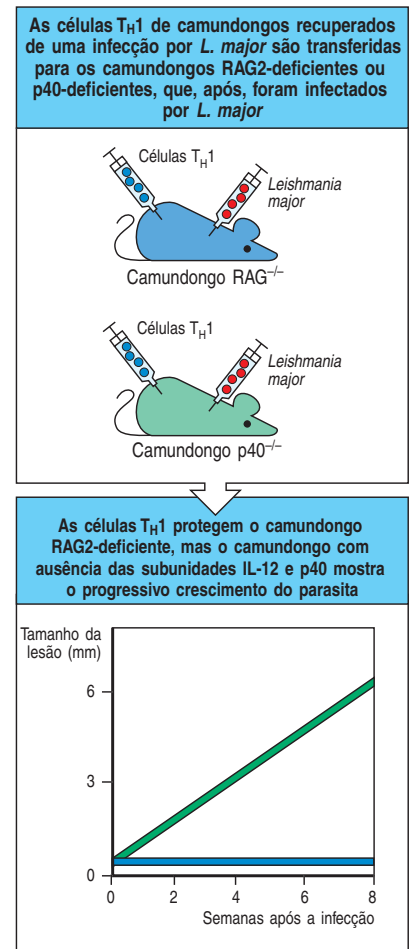 As células TH1 de camundongos recuperados
de uma infecção por L. major são transferidas
para os camundongos RAG2-deficientes ou
p40-deficientes, que, após, foram infectados
por L. major
Células TH1
Leishmania
major
Camundongo RAG–/–
Células TH1
Leishmania
major
Camundongo p40–/–
As células TH1 protegem o camundongo
RAG2-deficiente, mas o camundongo com
ausência das subunidades IL-12 e p40 mostra
o progressivo crescimento do parasita
Tamanho da
lesão (mm)
6
3
0
0 2 4 6 8
Semanas após a infecção